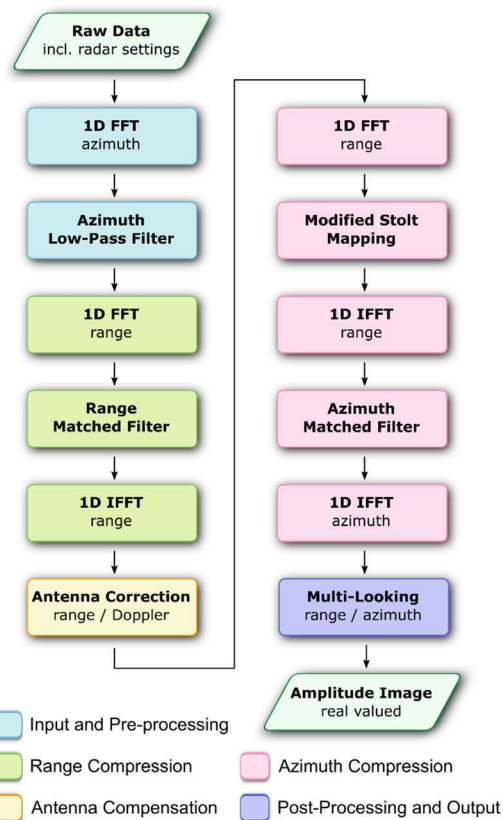 Raw Data
incl. radar settings
1D FFT
azimuth
Azimuth
Low-Pass Filter
1D FFT
range
Range
Matched Filter
1D IFFT
range
Antenna Correction
range / Doppler
1D FFT
range
Modified Stolt
Mapping
1D IFFT
range
Azimuth
Matched Filter
1D IFFT
azimuth
Multi-Looking
range / azimuth
Amplitude Image
real valued
Input and Pre-processing
Range Compression
Azimuth Compression
Antenna Compensation
Post-Processing and Output